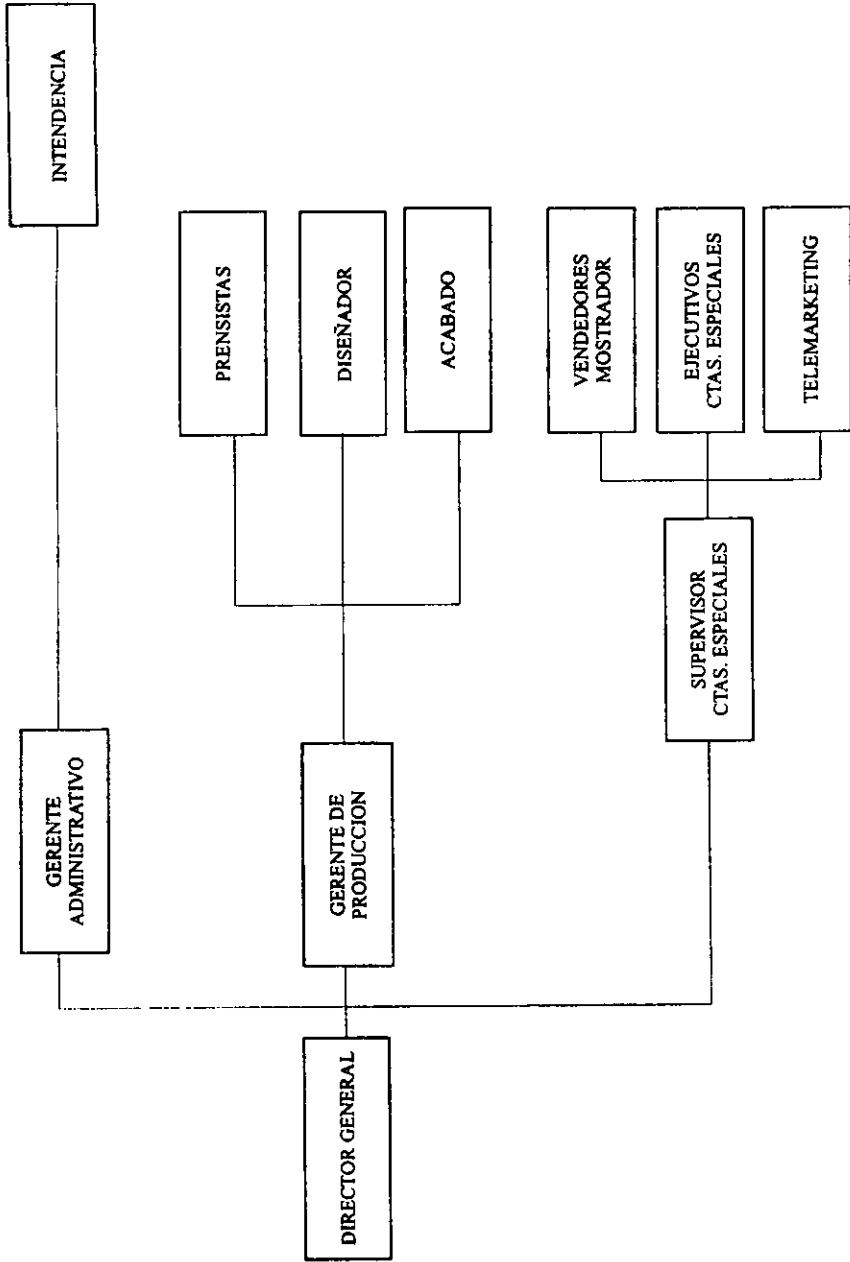 DIRECTOR GENERAL
GERENTE
ADMINISTRATIVO
GERENTE DE
PRODUCCION
SUPERVISOR
CTAS. ESPECIALES
INTENDENCIA
PRENSISTAS
DISEÑADOR
ACABADO
VENDEDORES
MOSTRADOR
EJECUTIVOS
CTAS. ESPECIALES
TELEMARKETING